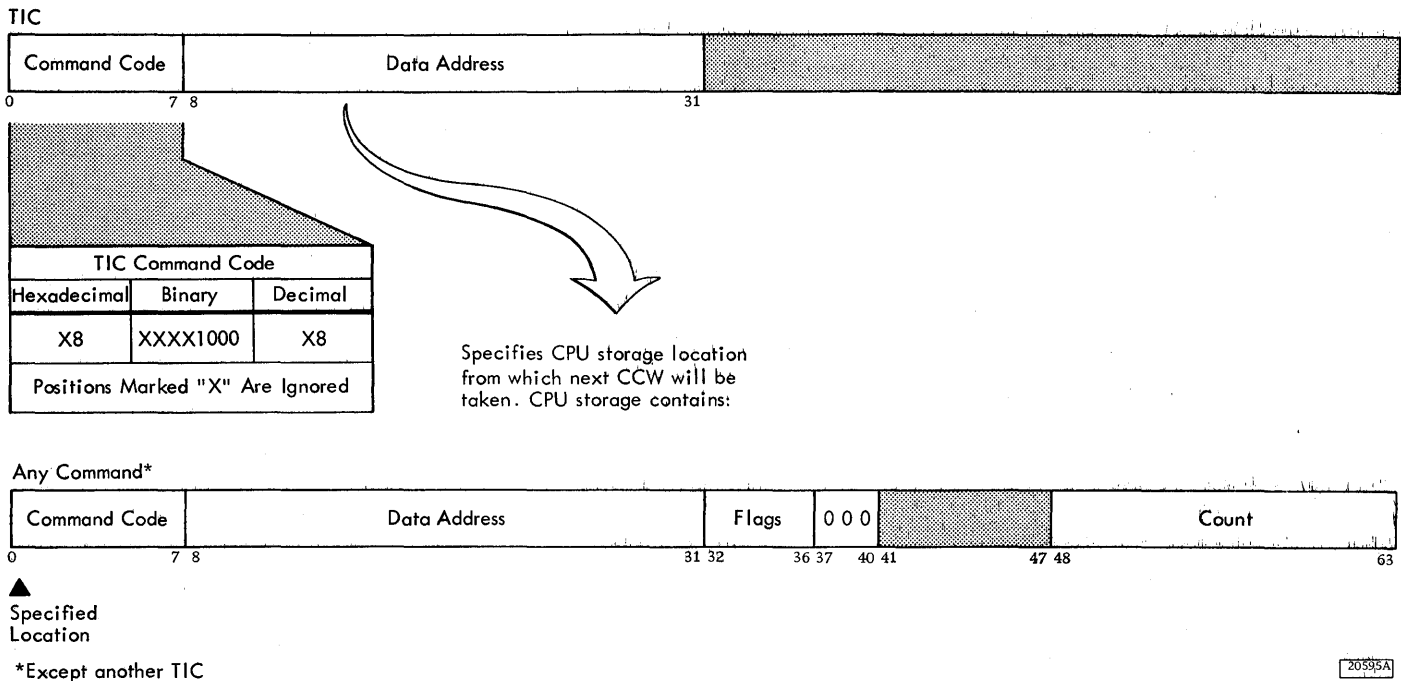 TIC
Command Code Data Address
0 7 8 31
TIC Command Code
Hexadecimal Binary Decimal
X8 XXXX1000 X8
Positions Marked "X" Are Ignored
Specifies CPU storage location
from which next CCW will be
taken. CPU storage contains:
Any Command*
Command Code Data Address Flags 0 0 0 Count
0 7 8 31 32 36 37 40 41 47 48 63
Specified
Location
*Except another TIC
20595A